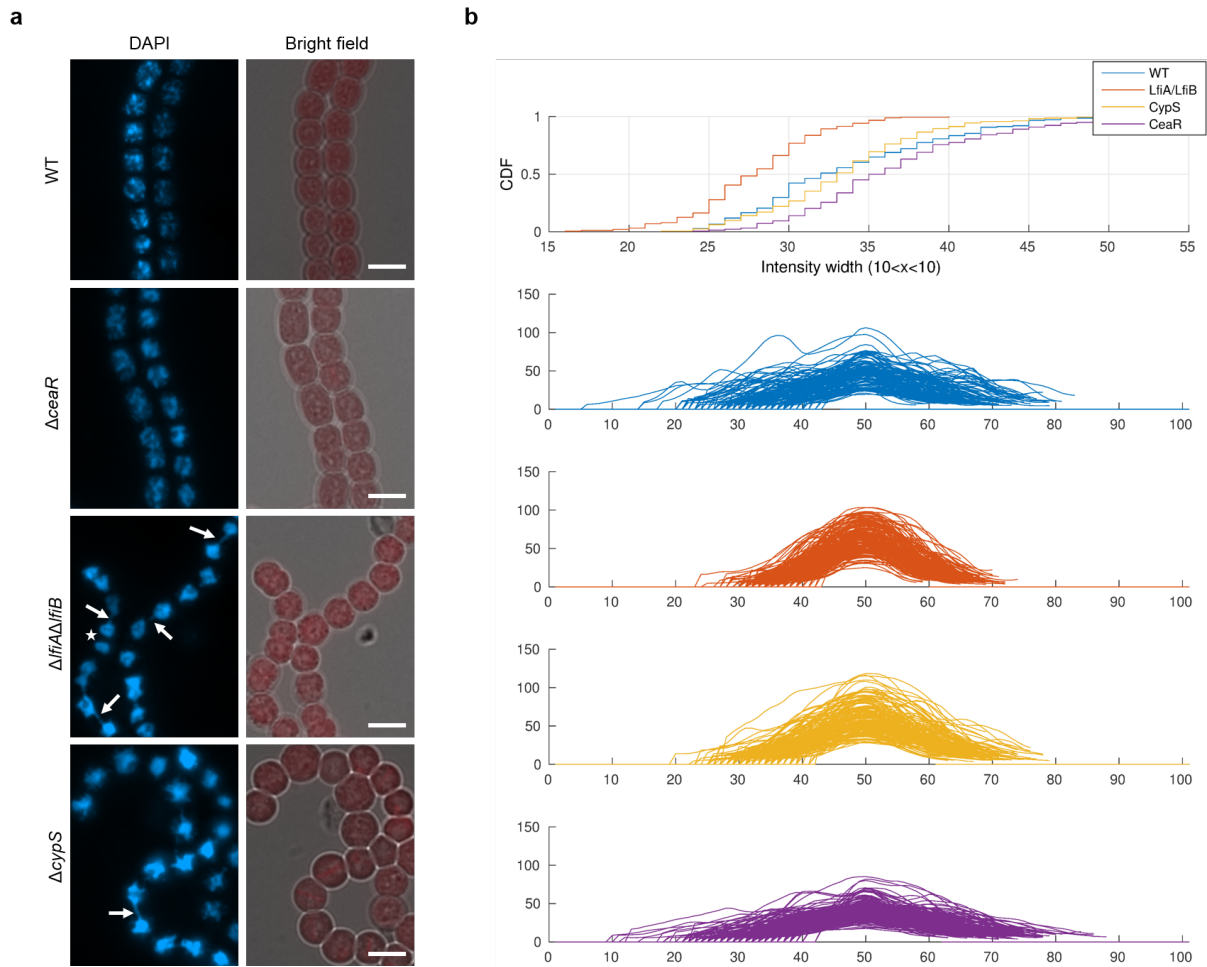 a
DAPI
Bright field
WT
ΔceaR
ΔlfiAΔlfiB
ΔcypS
b
WT
LfiA/LfiB
CypS
CeaR
CDF
1
0.5
0
15 20 25 30 35 40 45 50 55
Intensity width (10<x<10)
150
100
50
0
0 10 20 30 40 50 60 70 80 90 100
150
100
50
0
0 10 20 30 40 50 60 70 80 90 100
150
100
50
0
0 10 20 30 40 50 60 70 80 90 100
150
100
50
0
0 10 20 30 40 50 60 70 80 90 100